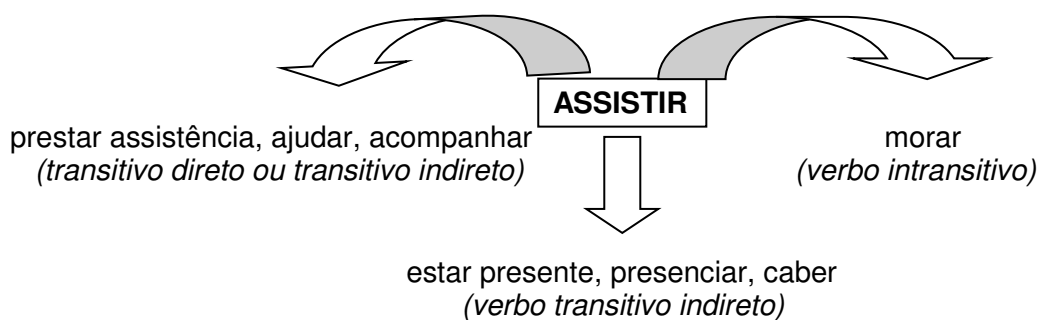 ASSISTIR
prestar assistência, ajudar, acompanhar
(transitivo direto ou transitivo indireto)
morar
(verbo intransitivo)
estar presente, presenciar, caber
(verbo transitivo indireto)